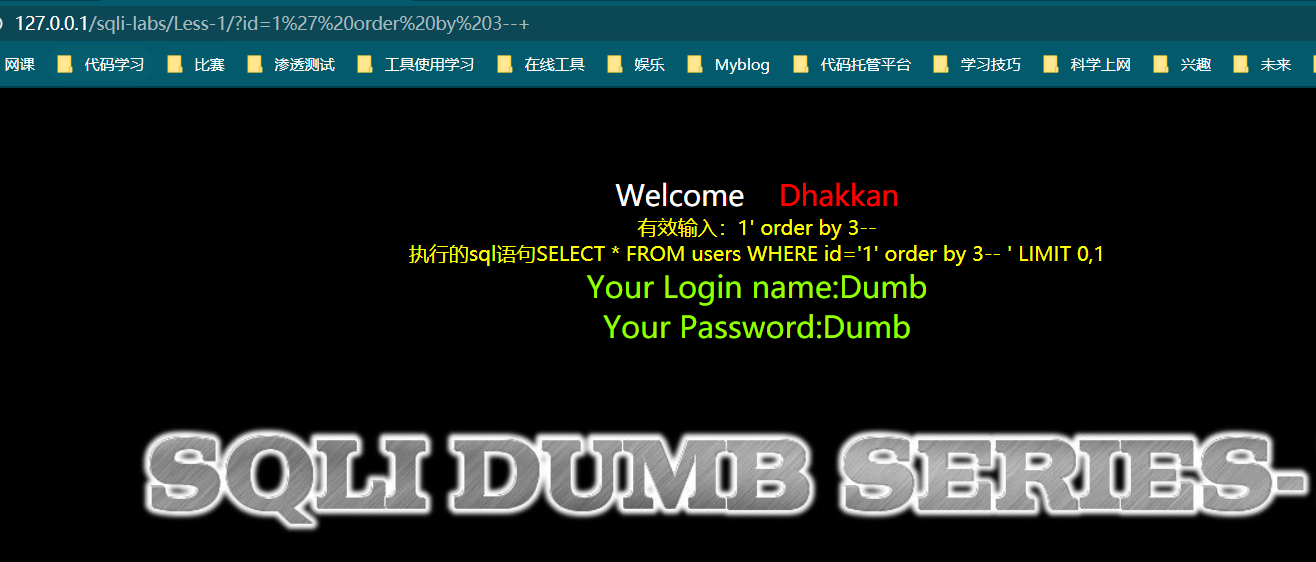 127.0.0.1/sqli-labs/Less-1/?id=1%27%20order%20by%203--+
网课 代码学习 比赛 渗透测试 工具使用学习 在线工具 娱乐 Myblog 代码托管平台 学习技巧 科学上网 兴趣 未来
Welcome Dhakkan
有效输入：1' order by 3--
执行的sql语句SELECT * FROM users WHERE id='1' order by 3-- ' LIMIT 0,1
Your Login name:Dumb
Your Password:Dumb
SQLI DUMB SERIES-